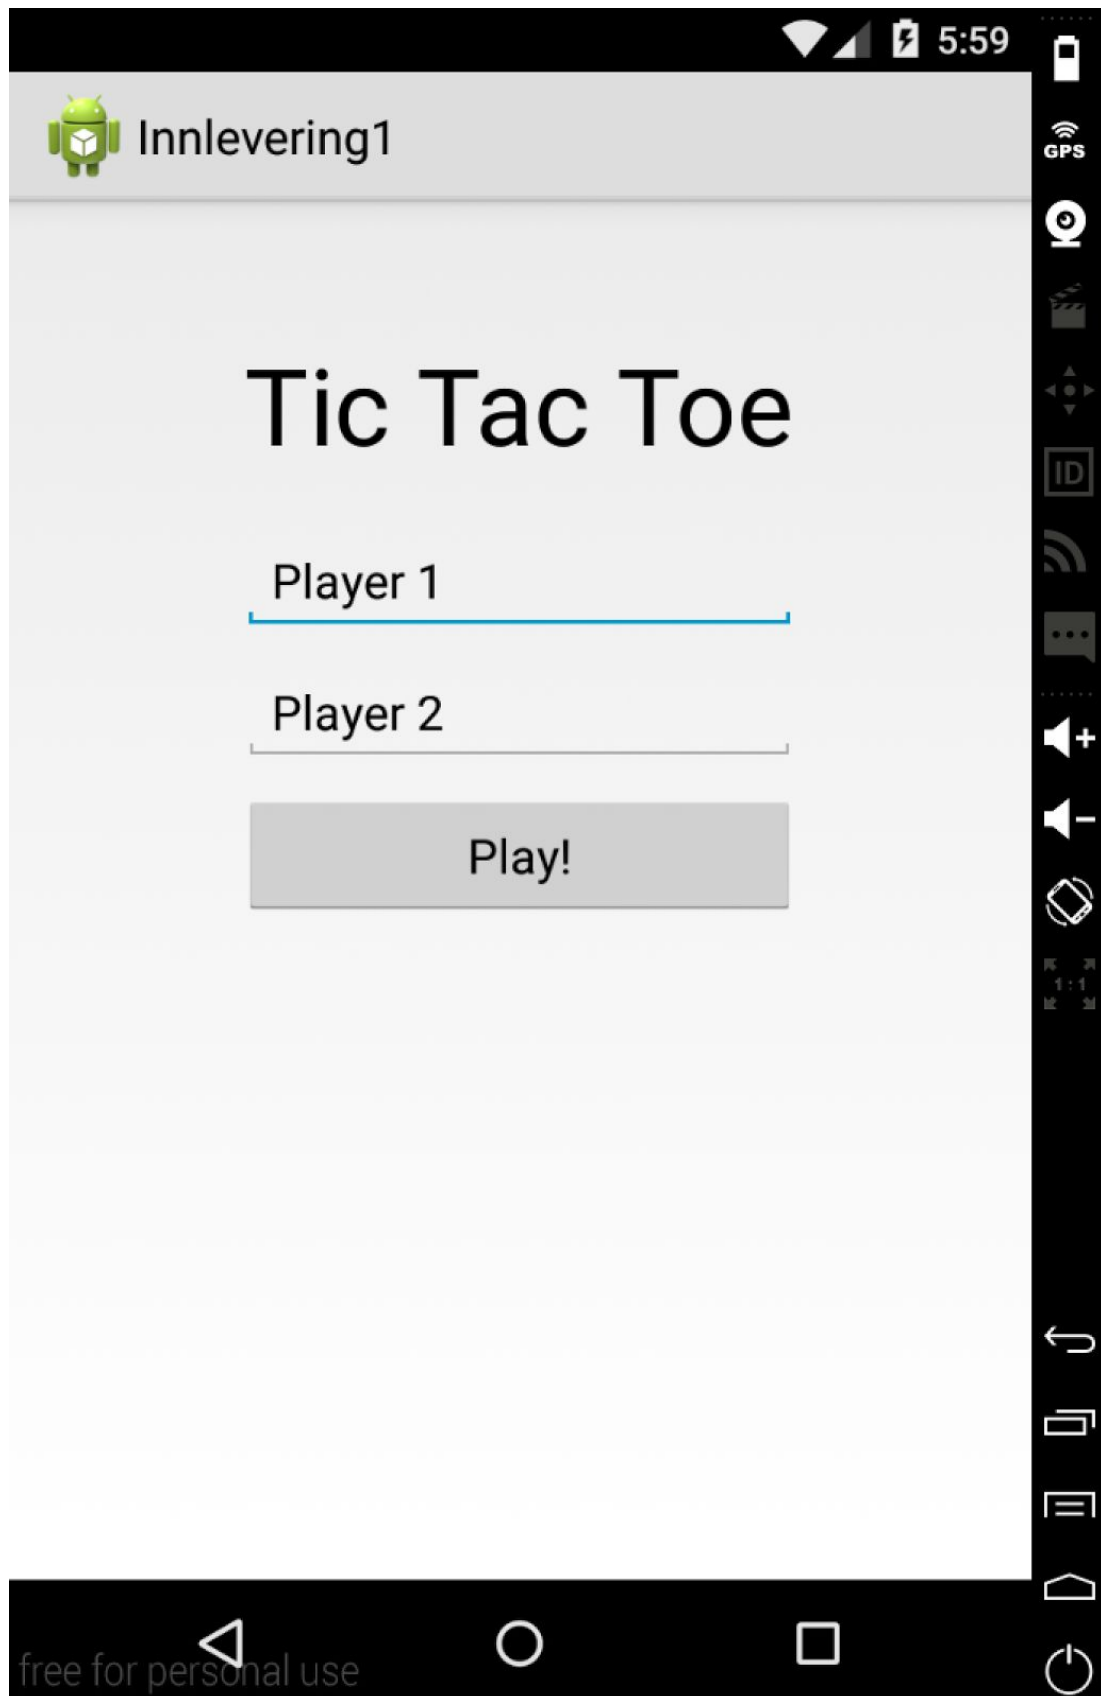 5:59
Innlevering1
GPS
Tic Tac Toe
ID
Player 1
Player 2
Play!
1:1
free for personal use